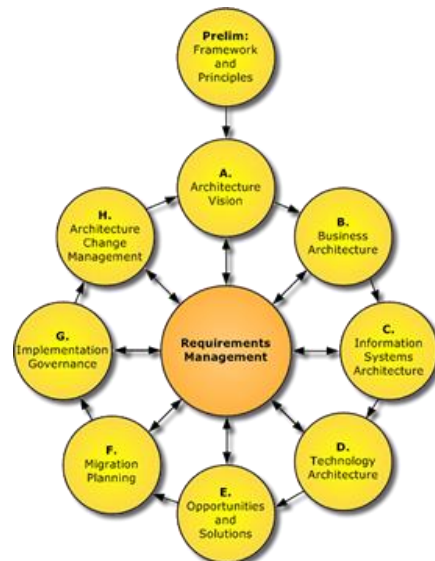 Prelim:
Framework
and
Principles
A.
Architecture
Vision
B.
Business
Architecture
C.
Information
Systems
Architecture
D.
Technology
Architecture
E.
Opportunities
and
Solutions
F.
Migration
Planning
G.
Implementation
Governance
H.
Architecture
Change
Management
Requirements
Management